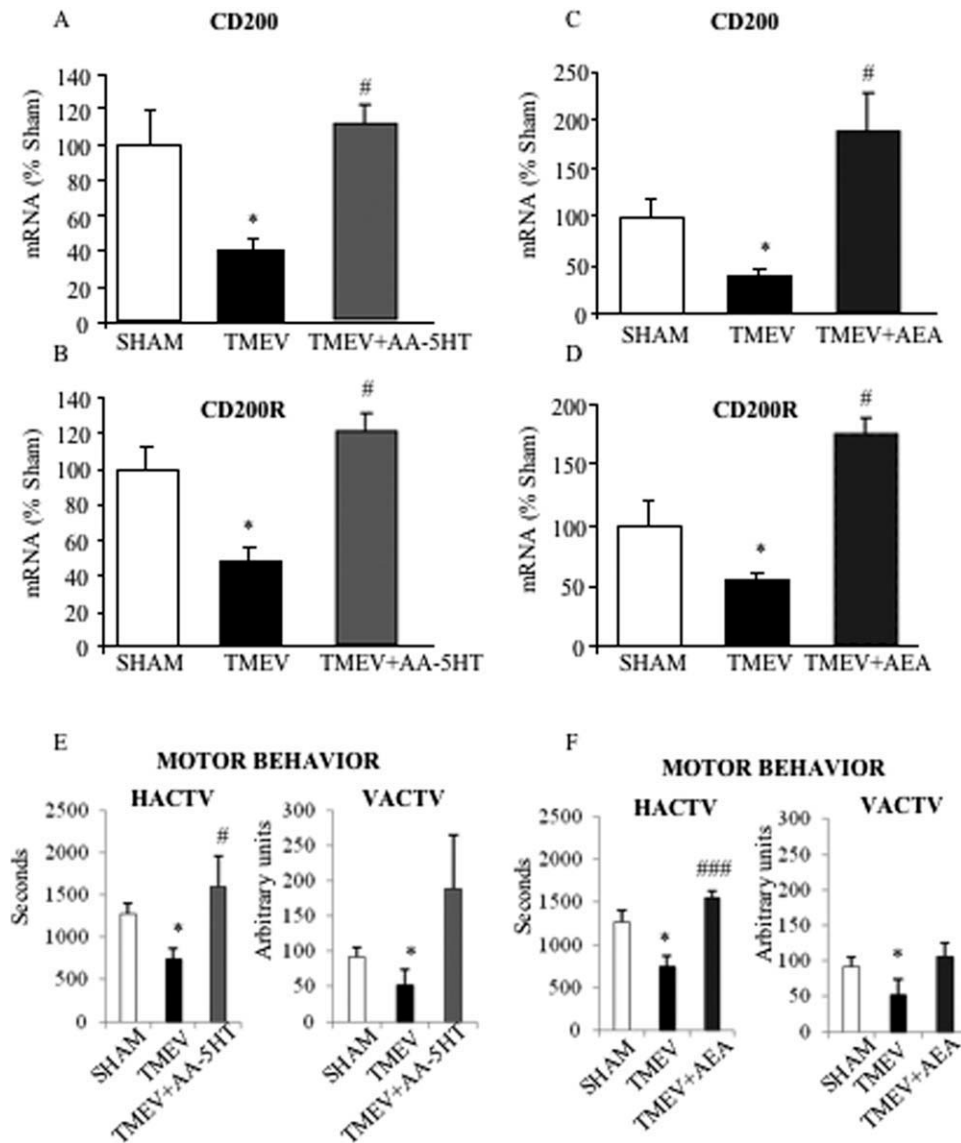 A
CD200
mRNA (% Sham)
140
120
100
80
60
40
20
0
#
*
SHAM TMEV TMEV+AA-5HT
B
CD200R
mRNA (% Sham)
140
120
100
80
60
40
20
0
#
*
SHAM TMEV TMEV+AA-5HT
C
CD200
mRNA (% Sham)
250
200
150
100
50
0
#
*
SHAM TMEV TMEV+AEA
D
CD200R
mRNA (% Sham)
200
150
100
50
0
#
*
SHAM TMEV TMEV+AEA
E
MOTOR BEHAVIOR
HACTV
Seconds
2500
2000
1500
1000
500
0
#
*
SHAM TMEV TMEV+AA-5HT
VACTV
Arbitrary units
300
250
200
150
100
50
0
*
SHAM TMEV TMEV+AA-5HT
F
MOTOR BEHAVIOR
HACTV
Seconds
2500
2000
1500
1000
500
0
###
*
SHAM TMEV TMEV+AEA
VACTV
Arbitrary units
300
250
200
150
100
50
0
*
SHAM TMEV TMEV+AEA